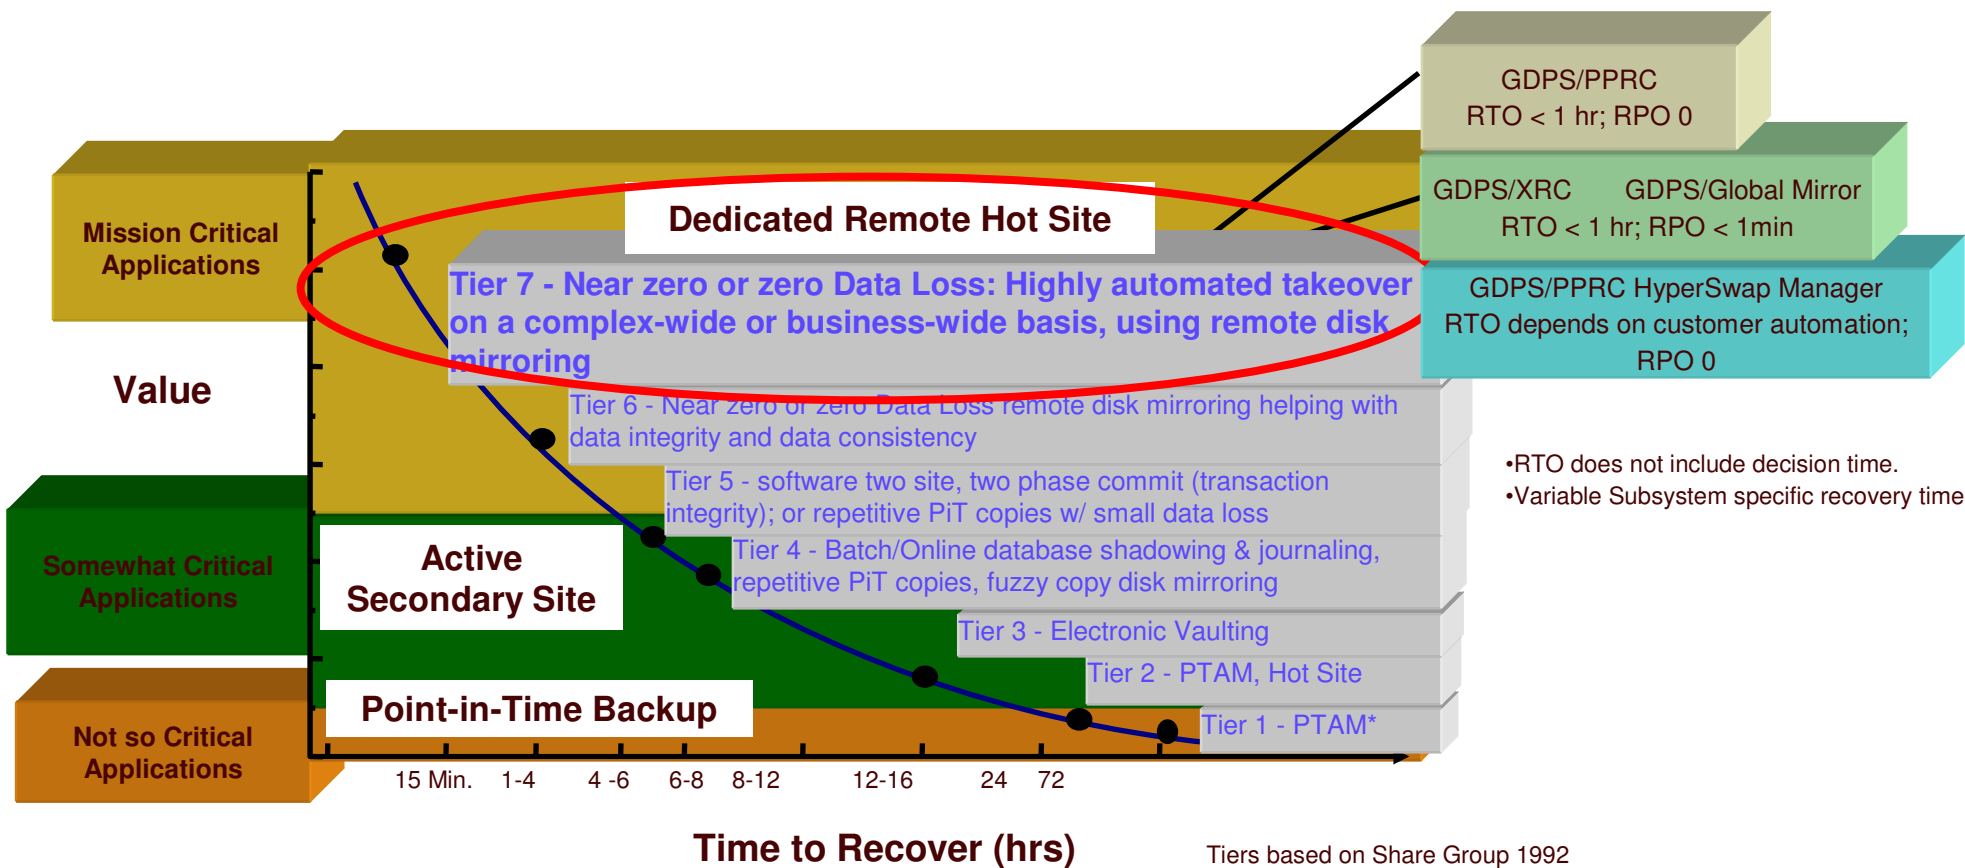 GDPS/PPRC
RTO < 1 hr; RPO 0
GDPS/XRC GDPS/Global Mirror
RTO < 1 hr; RPO < 1min
GDPS/PPRC HyperSwap Manager
RTO depends on customer automation;
RPO 0
Mission Critical
Applications
Dedicated Remote Hot Site
Tier 7 - Near zero or zero Data Loss: Highly automated takeover
on a complex-wide or business-wide basis, using remote disk
mirroring
Value
Tier 6 - Near zero or zero Data Loss remote disk mirroring helping with
data integrity and data consistency
•RTO does not include decision time.
•Variable Subsystem specific recovery time
Tier 5 - software two site, two phase commit (transaction
integrity); or repetitive PiT copies w/ small data loss
Somewhat Critical
Applications
Active
Secondary Site
Tier 4 - Batch/Online database shadowing & journaling,
repetitive PiT copies, fuzzy copy disk mirroring
Tier 3 - Electronic Vaulting
Tier 2 - PTAM, Hot Site
Point-in-Time Backup
Tier 1 - PTAM*
Not so Critical
Applications
15 Min. 1-4 4 -6 6-8 8-12 12-16 24 72
Time to Recover (hrs)
Tiers based on Share Group 1992